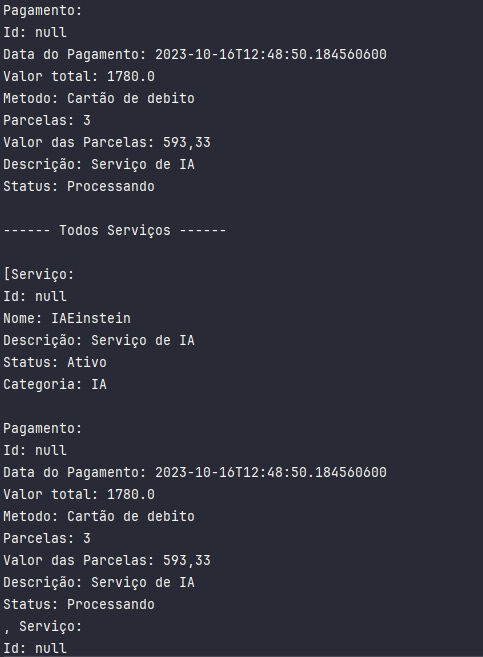 Pagamento:
Id: null
Data do Pagamento: 2023-10-16T12:48:50.184560600
Valor total: 1780.0
Metodo: Cartão de debito
Parcelas: 3
Valor das Parcelas: 593,33
Descrição: Serviço de IA
Status: Processando
------ Todos Serviços ------
[Serviço:
Id: null
Nome: IAEinstein
Descrição: Serviço de IA
Status: Ativo
Categoria: IA
Pagamento:
Id: null
Data do Pagamento: 2023-10-16T12:48:50.184560600
Valor total: 1780.0
Metodo: Cartão de debito
Parcelas: 3
Valor das Parcelas: 593,33
Descrição: Serviço de IA
Status: Processando
, Serviço:
Id: null